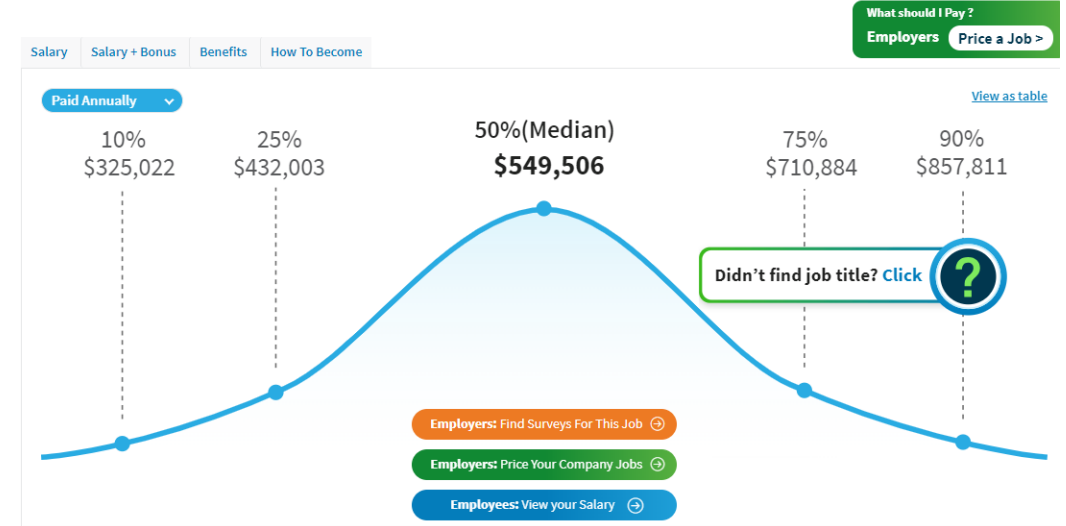 What should I Pay ?
Employers Price a Job >
Salary Salary + Bonus Benefits How To Become
Paid Annually
View as table
10%
$325,022
25%
$432,003
50%(Median)
$549,506
75%
$710,884
90%
$857,811
Didn't find job title? Click
?
Employers: Find Surveys For This Job
Employers: Price Your Company Jobs
Employees: View your Salary